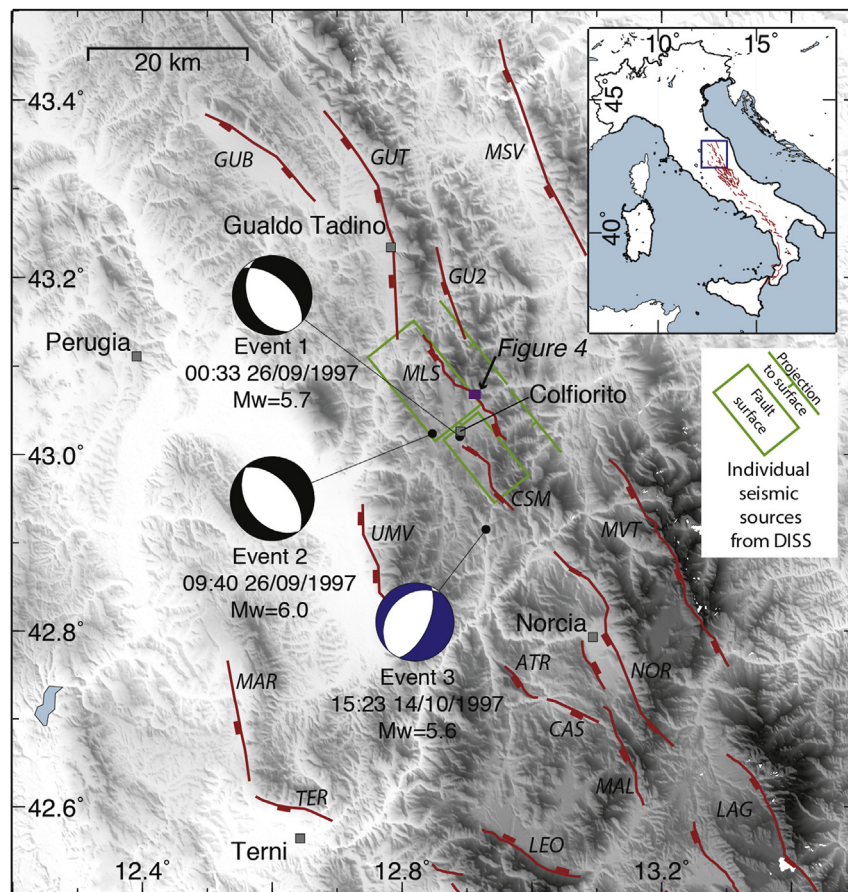 20 km
10°
15°
45°
40°
43.4°
43.2°
43.0°
42.8°
42.6°
12.4°
12.8°
13.2°
GUB
GUT
MSV
Gualdo Tadino
GU2
Perugia
Event 1
00:33 26/09/1997
Mw=5.7
MLS
Figure 4
Colfiorito
Event 2
09:40 26/09/1997
Mw=6.0
CSM
UMV
MVT
Projection
to surface
Fault
surface
Individual
seismic
sources
from DISS
Norcia
Event 3
15:23 14/10/1997
Mw=5.6
ATR
NOR
MAR
CAS
MAL
TER
LAG
Terni
LEO